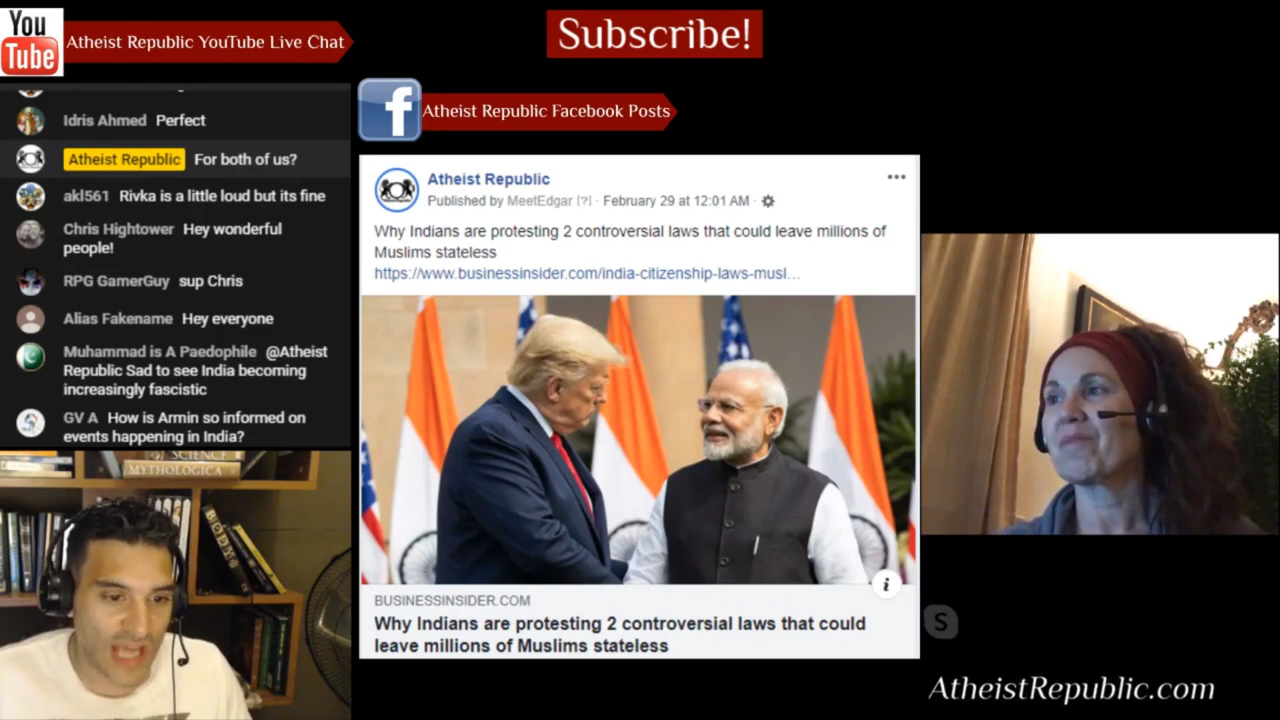 You
Tube
Atheist Republic YouTube Live Chat
Subscribe!
Idris Ahmed Perfect
Atheist Republic For both of us?
akl561 Rivka is a little loud but its fine
Chris Hightower Hey wonderful
people!
RPG GamerGuy sup Chris
Alias Fakename Hey everyone
Muhammad is A Paedophile @Atheist
Republic Sad to see India becoming
increasingly fascistic
GV A How is Armin so informed on
events happening in India?
f
Atheist Republic Facebook Posts
Atheist Republic
Published by MeetEdgar [?] · February 29 at 12:01 AM ·
Why Indians are protesting 2 controversial laws that could leave millions of
Muslims stateless
https://www.businessinsider.com/india-citizenship-laws-musl...
i
BUSINESSINSIDER.COM
Why Indians are protesting 2 controversial laws that could
leave millions of Muslims stateless
SCIENCE
MYTHOLOGICA
S
AtheistRepublic.com